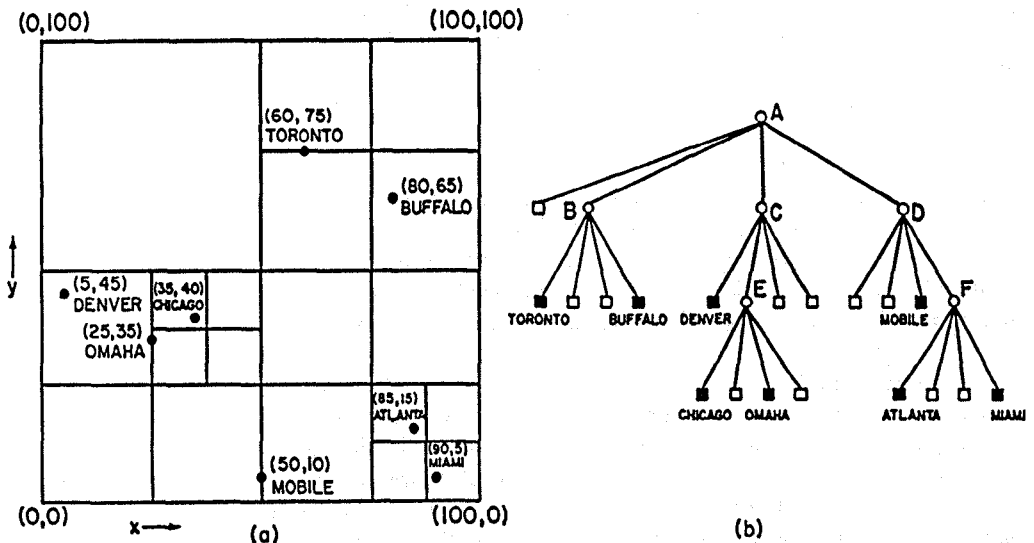 (0,100)
(100,100)
(60,75)
TORONTO
(80,65)
BUFFALO
y
(5,45)
DENVER
(35,40)
CHICAGO
(25,35)
OMAHA
(85,15)
ATLANTA
(90,5)
MIAMI
(50,10)
MOBILE
(0,0)
x
(a)
(100,0)
A
B
C
D
TORONTO
BUFFALO
DENVER
E
MOBILE
F
CHICAGO
OMAHA
ATLANTA
MIAMI
(b)